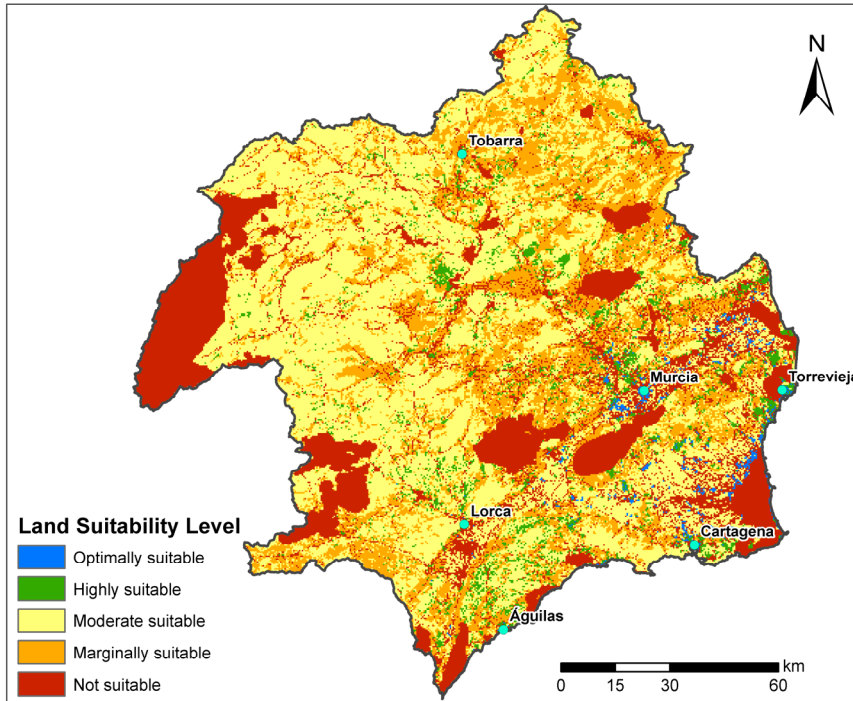 N
Tobarra
Murcia
Torrevieja
Lorca
Cartagena
Águilas
Land Suitability Level
Optimally suitable
Highly suitable
Moderate suitable
Marginally suitable
Not suitable
km
0 15 30 60